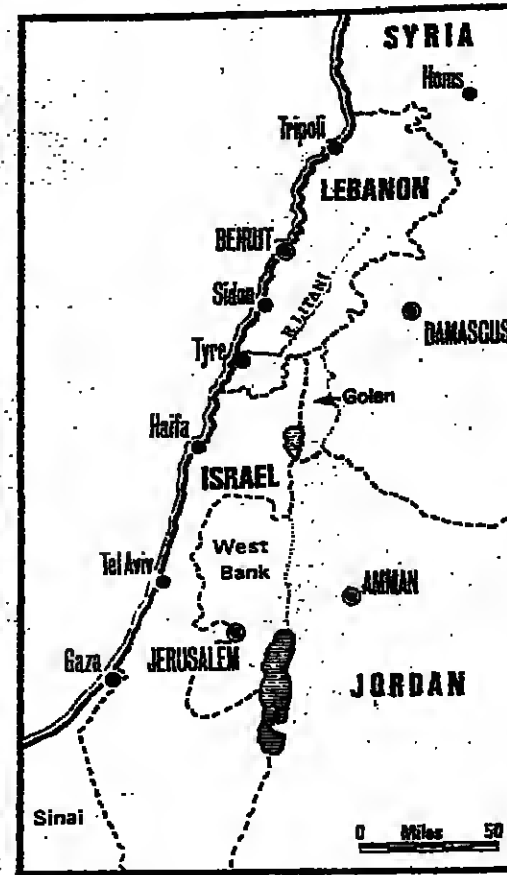 SYRIA
Homs
Tripoli
LEBANON
BEIRUT
Sidon
R. LITANI
DAMASCUS
Tyre
Golan
Haifa
ISRAEL
West
Bank
Tel Aviv
AMMAN
JERUSALEM
Gaza
JORDAN
Sinai
0 Miles 50